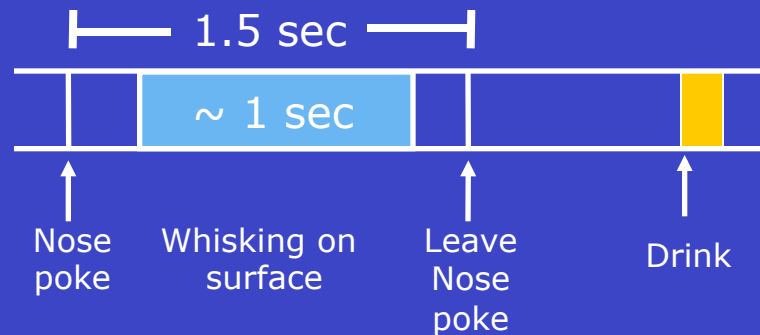 1.5 sec
~ 1 sec
Nose
poke
Whisking on
surface
Leave
Nose
poke
Drink